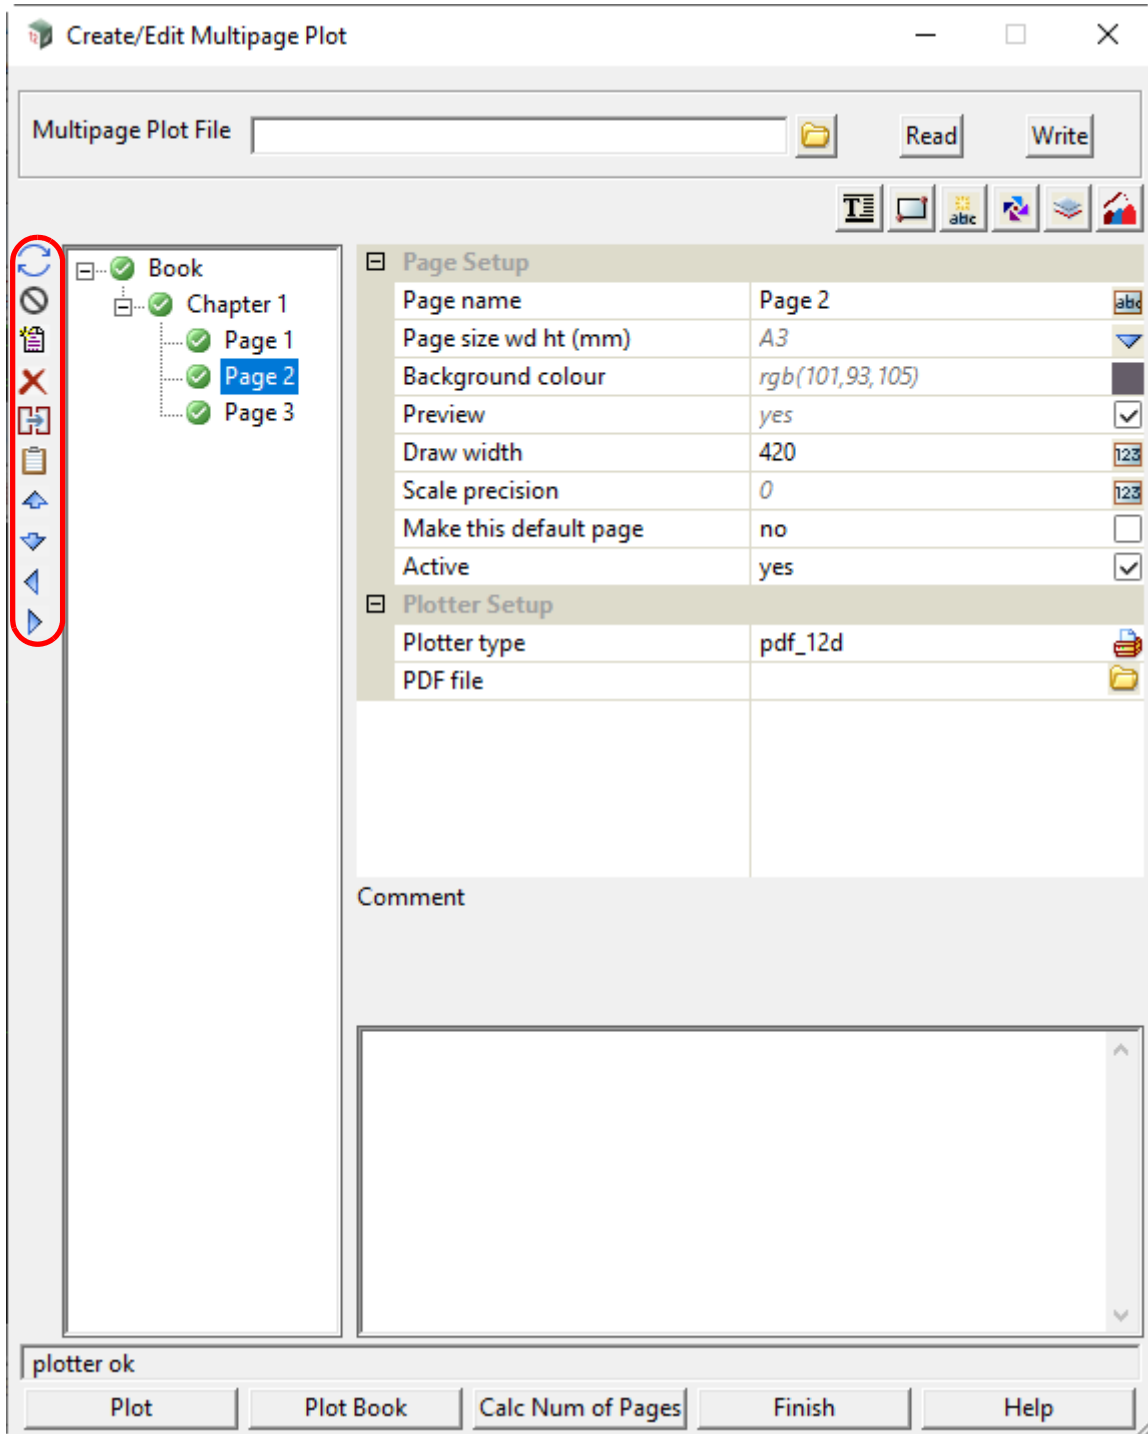 Create/Edit Multipage Plot
Multipage Plot File
Read
Write
Book
Chapter 1
Page 1
Page 2
Page 3
Page Setup
Page name Page 2
Page size wd ht (mm) A3
Background colour rgb(101,93,105)
Preview yes
Draw width 420
Scale precision 0
Make this default page no
Active yes
Plotter Setup
Plotter type pdf_12d
PDF file
Comment
plotter ok
Plot
Plot Book
Calc Num of Pages
Finish
Help